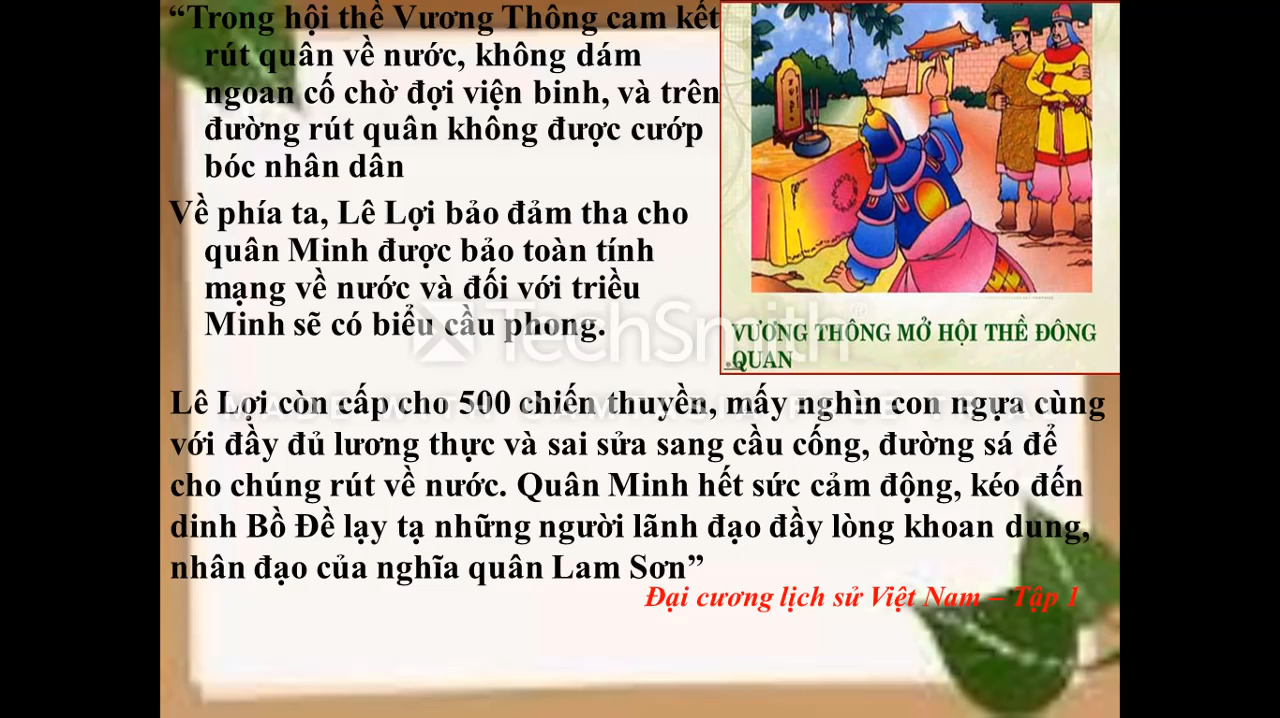 “Trong hội thề Vương Thông cam kết
rút quân về nước, không dám
ngoan cố chờ đợi viện binh, và trên
đường rút quân không được cướp
bóc nhân dân
Về phía ta, Lê Lợi bảo đảm tha cho
quân Minh được bảo toàn tính
mạng về nước và đối với triều
Minh sẽ có biểu cầu phong.
VƯƠNG THÔNG MỞ HỘI THỀ ĐÔNG
QUAN
TechSmith®
MADE WITH CAMTASIA FREE TRIAL
Lê Lợi còn cấp cho 500 chiến thuyền, mấy nghìn con ngựa cùng
với đầy đủ lương thực và sai sửa sang cầu cống, đường sá để
cho chúng rút về nước. Quân Minh hết sức cảm động, kéo đến
dinh Bồ Đề lạy tạ những người lãnh đạo đầy lòng khoan dung,
nhân đạo của nghĩa quân Lam Sơn”
Đại cương lịch sử Việt Nam – Tập 1